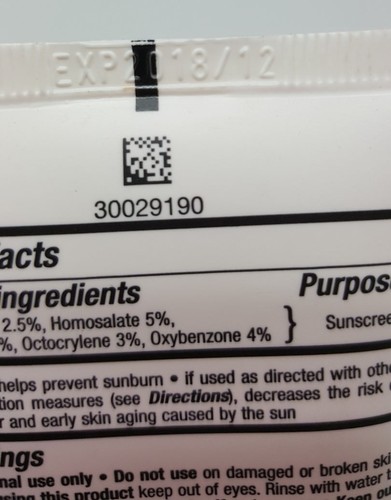 EXP2018/12
30029190
acts
ingredients
Purpos
2.5%, Homosalate 5%,
%, Octocrylene 3%, Oxybenzone 4% } Sunscree
helps prevent sunburn • if used as directed with othe
tion measures (see Directions), decreases the risk
r and early skin aging caused by the sun
ngs
nal use only • Do not use on damaged or broken ski
using this product keep out of eyes. Rinse with water t